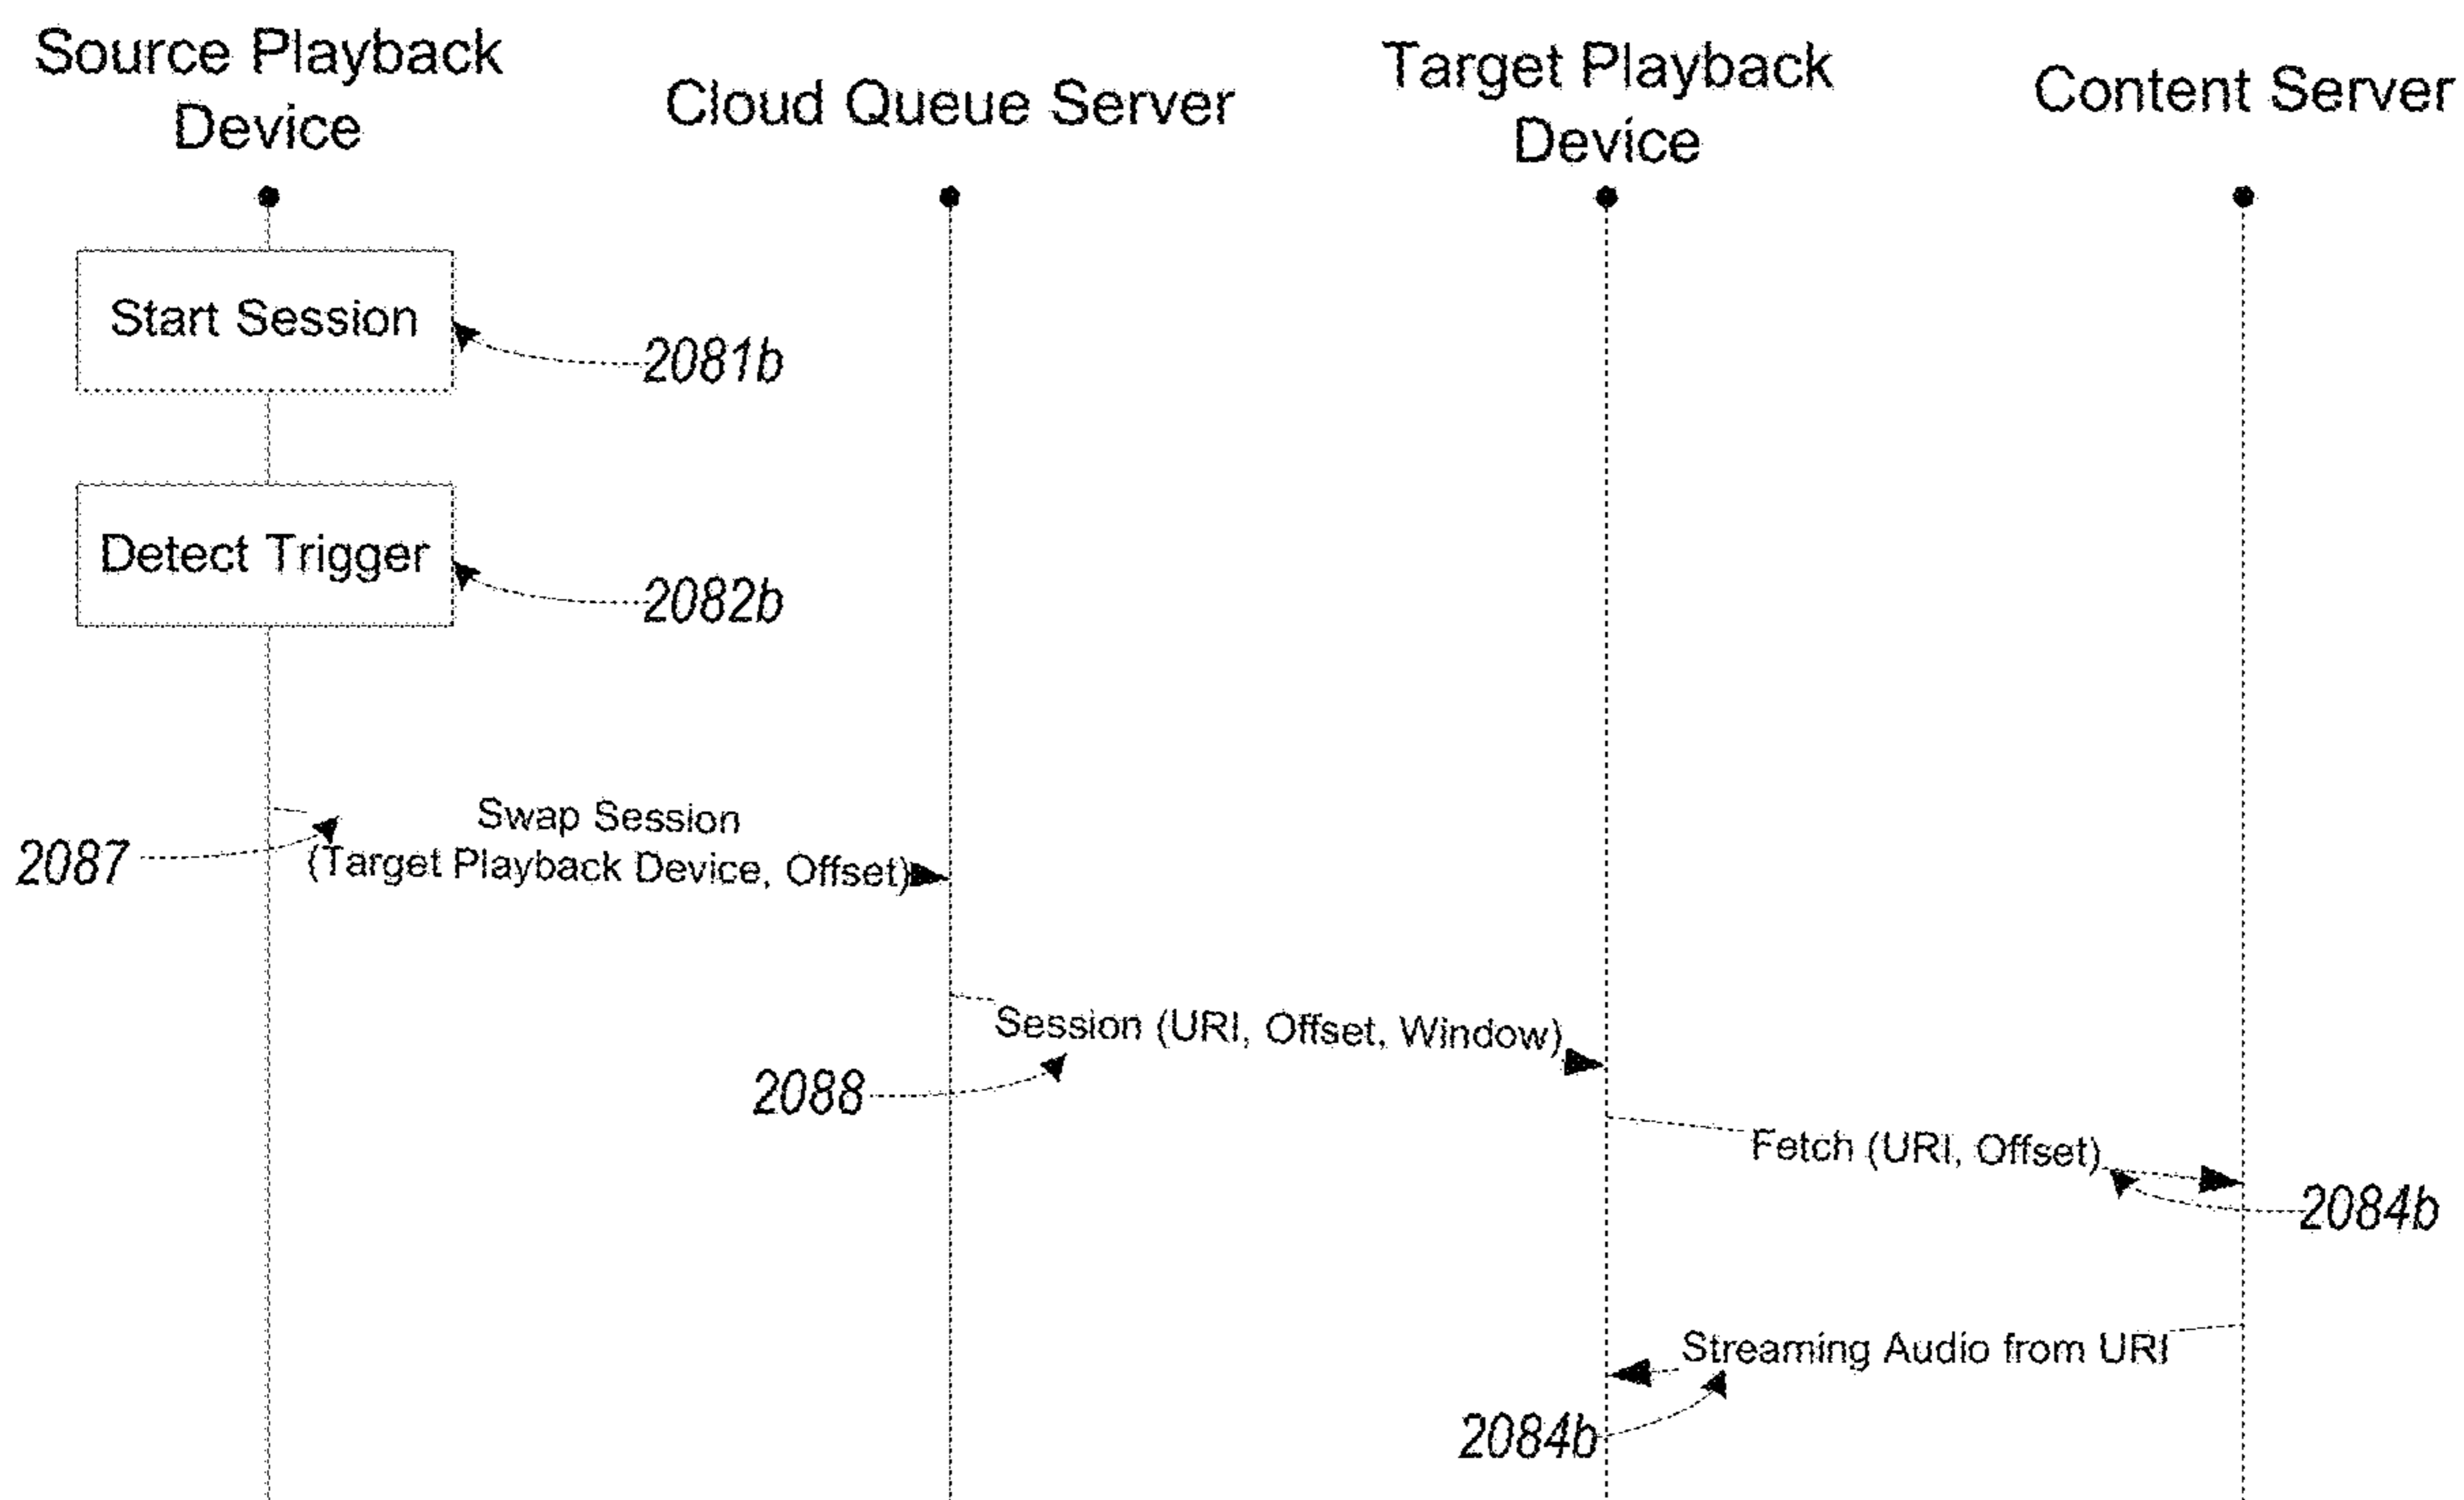 Source Playback
Device
Cloud Queue Server
Target Playback
Device
Content Server
Start Session
2081b
Detect Trigger
2082b
Swap Session
(Target Playback Device, Offset)
2087
Session (URI, Offset, Window)
2088
Fetch (URI, Offset)
2084b
Streaming Audio from URI
2084b